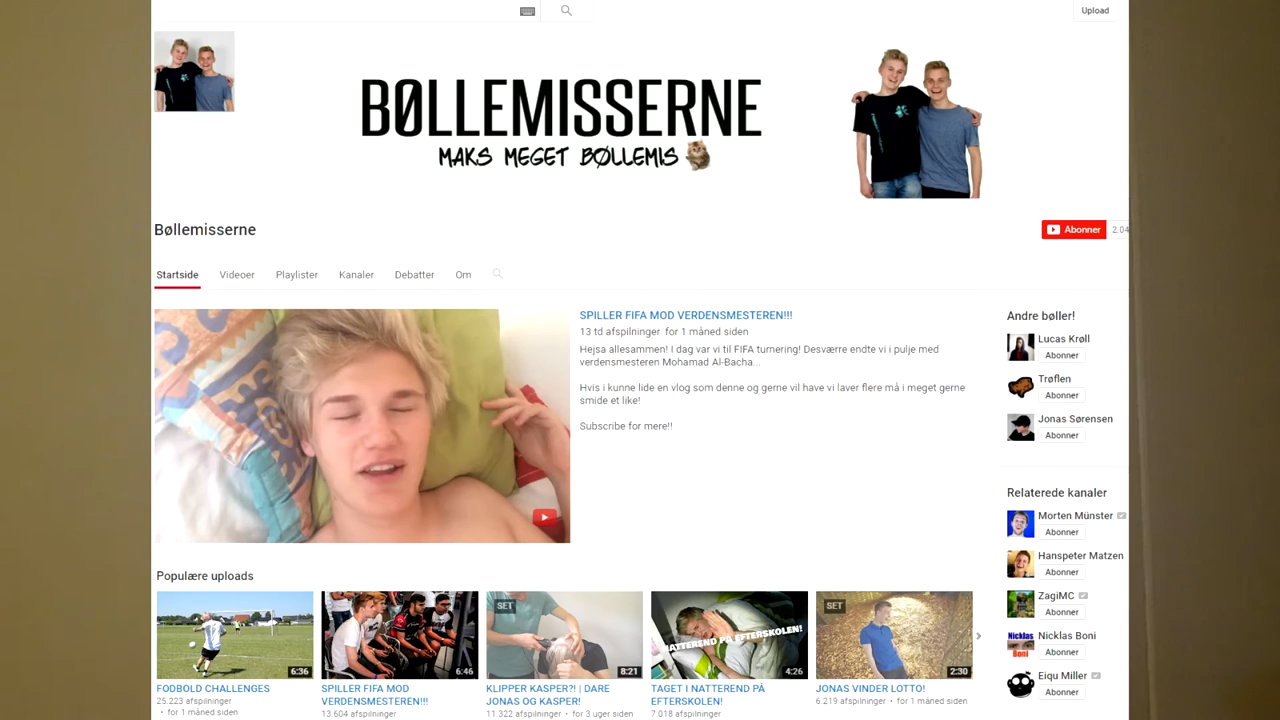 Upload
BØLLEMISSERNE
MAKS MEGET BØLLEMIS
Bøllemisserne
Abonner
2.04
Startside
Videoer
Playlister
Kanaler
Debatter
Om
SPILLER FIFA MOD VERDENSMESTEREN!!!
13 td afspilninger for 1 måned siden
Hejsa allesammen! I dag var vi til FIFA turnering! Desværre endte vi i pulje med
verdensmesteren Mohamad Al-Bacha...
Hvis i kunne lide en vlog som denne og gerne vil have vi laver flere må i meget gerne
smide et like!
Subscribe for mere!!
Andre bøller!
Lucas Krøll
Abonner
Trøflen
Abonner
Jonas Sørensen
Abonner
Relaterede kanaler
Morten Münster
Abonner
Hanspeter Matzen
Abonner
ZagiMC
Abonner
Nicklas
Boni
Nicklas Boni
Abonner
Eiqu Miller
Abonner
Populære uploads
6:36
FODBOLD CHALLENGES
25.223 afspilninger
• for 1 måned siden
6:46
SPILLER FIFA MOD
VERDENSMESTEREN!!!
13.604 afspilninger
SET
8:21
KLIPPER KASPER?! | DARE
JONAS OG KASPER!
11.322 afspilninger • for 3 uger siden
NATTEREND PÅ EFTERSKOLEN!
4:26
TAGET I NATTEREND PÅ
EFTERSKOLEN!
7.018 afspilninger
SET
2:30
JONAS VINDER LOTTO!
6.219 afspilninger • for 1 måned siden